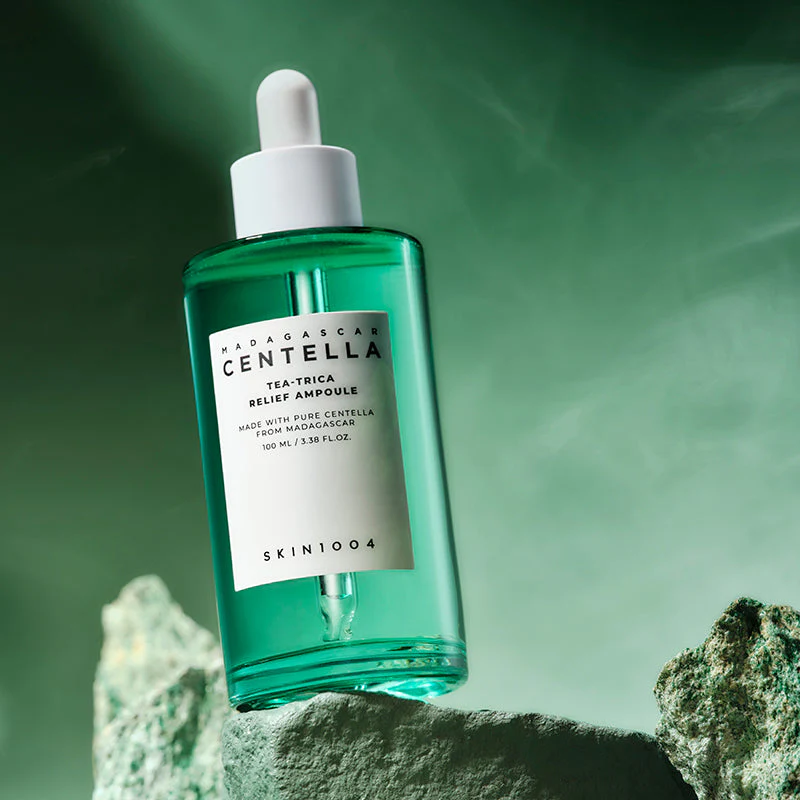 MADAGASCAR
CENTELLA
TEA-TRICA
RELIEF AMPOULE
MADE WITH PURE CENTELLA
FROM MADAGASCAR
100 ML / 3.38 FL.OZ.
SKIN1004